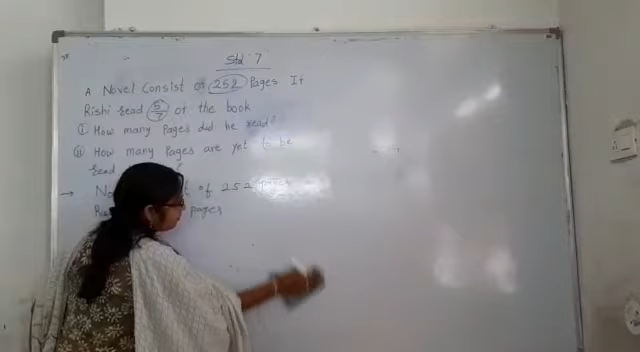 Std 7
A Novel Consist of 252 Pages It
Rishi read 5/7 of the book
(i) How many Pages did he read?
(ii) How many Pages are yet to be
read
→ No of 252 pages
pages